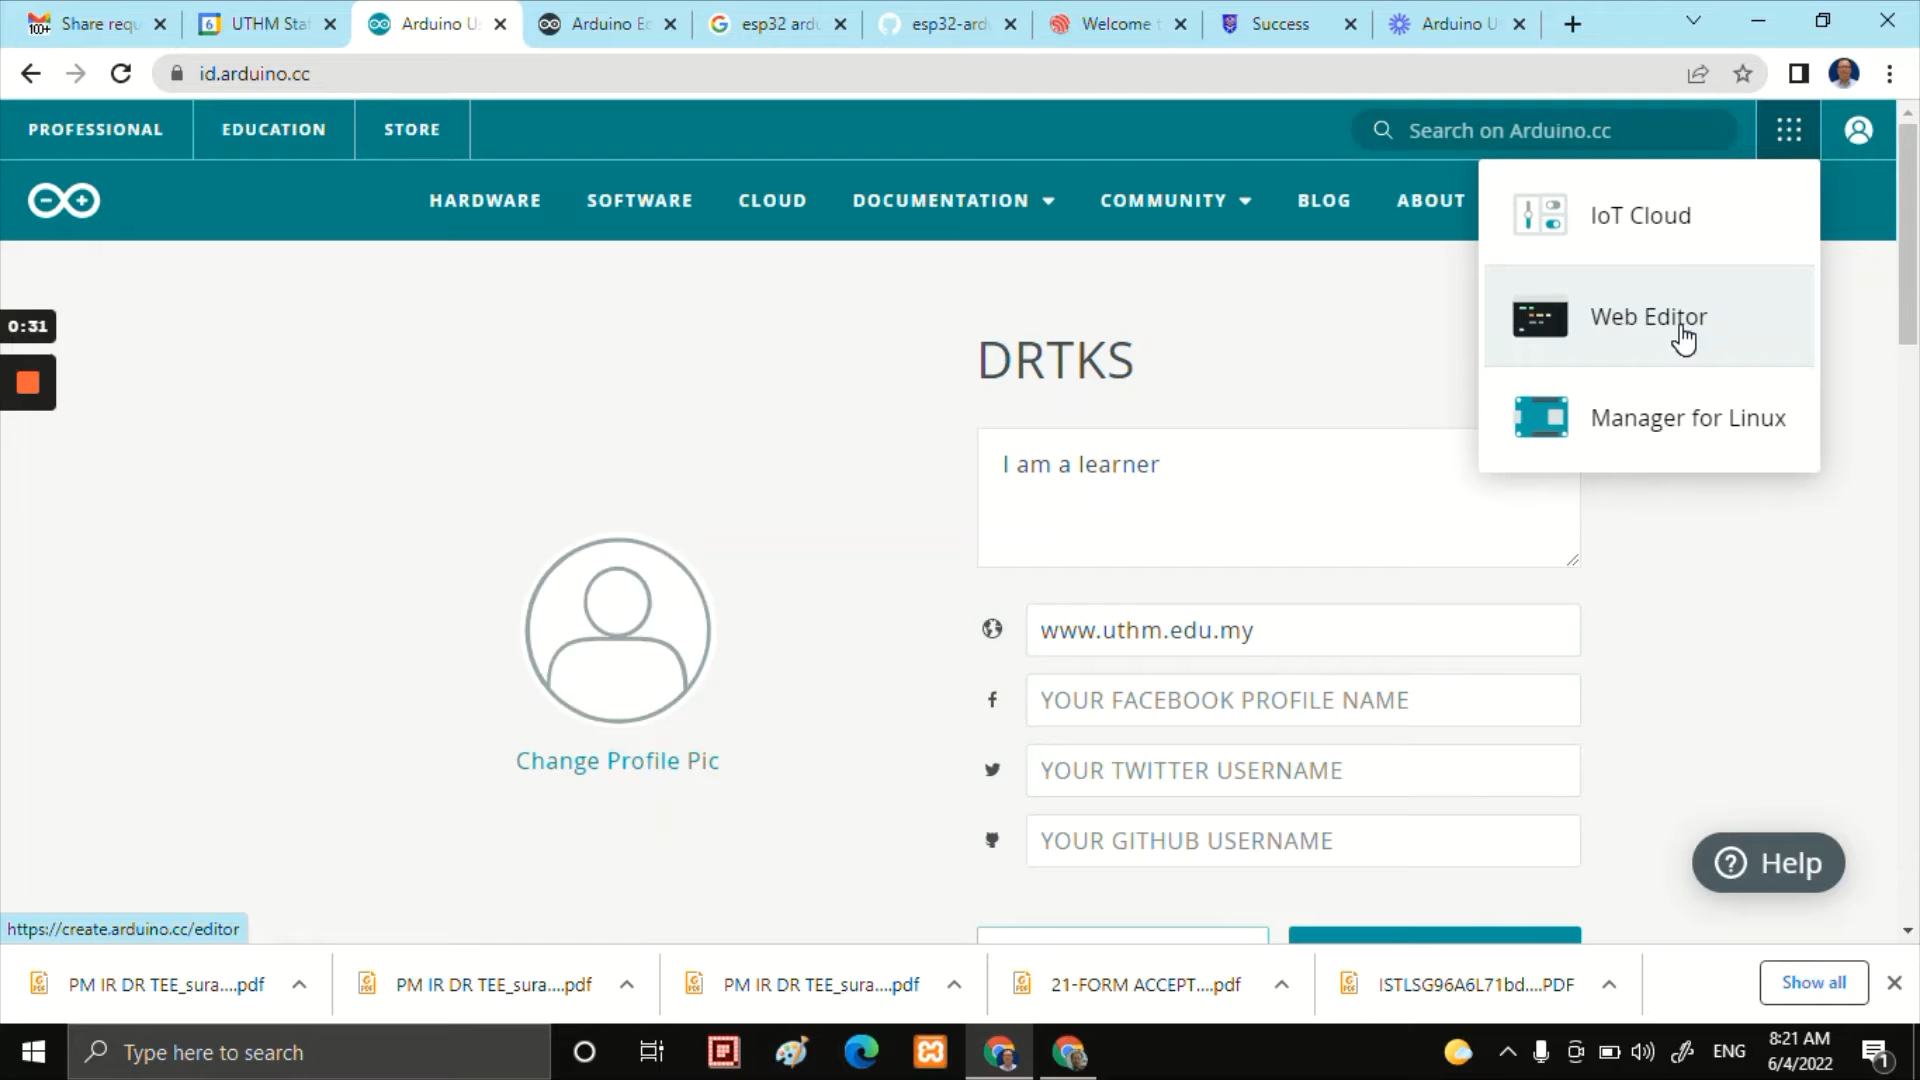 Share requ
6
UTHM Sta
Arduino U
Arduino Ec
esp32 ardu
esp32-ard
Welcome t
Success
Arduino U
100+
id.arduino.cc
PROFESSIONAL
EDUCATION
STORE
Search on Arduino.cc
HARDWARE
SOFTWARE
CLOUD
DOCUMENTATION
COMMUNITY
BLOG
ABOUT
IoT Cloud
Web Editor
Manager for Linux
0:31
DRTKS
I am a learner
www.uthm.edu.my
YOUR FACEBOOK PROFILE NAME
YOUR TWITTER USERNAME
YOUR GITHUB USERNAME
Change Profile Pic
Help
https://create.arduino.cc/editor
PM IR DR TEE_sura....pdf
PM IR DR TEE_sura....pdf
PM IR DR TEE_sura....pdf
21-FORM ACCEPT....pdf
ISTLSG96A6L71bd....PDF
Show all
Type here to search
ENG
8:21 AM
6/4/2022
1